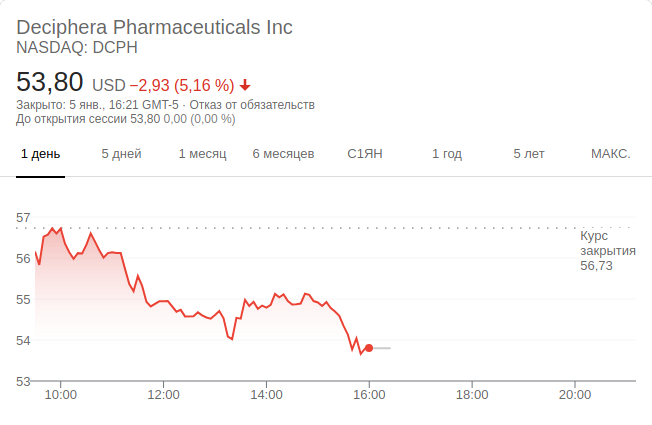 Deciphera Pharmaceuticals Inc
NASDAQ: DCPH
53,80 USD −2,93 (5,16 %)
Закрыто: 5 янв., 16:21 GMT-5 · Отказ от обязательств
До открытия сессии 53,80 0,00 (0,00 %)
1 день 5 дней 1 месяц 6 месяцев С1ЯН 1 год 5 лет МАКС.
57
Курс
закрытия
56,73
56
55
54
53
10:00 12:00 14:00 16:00 18:00 20:00